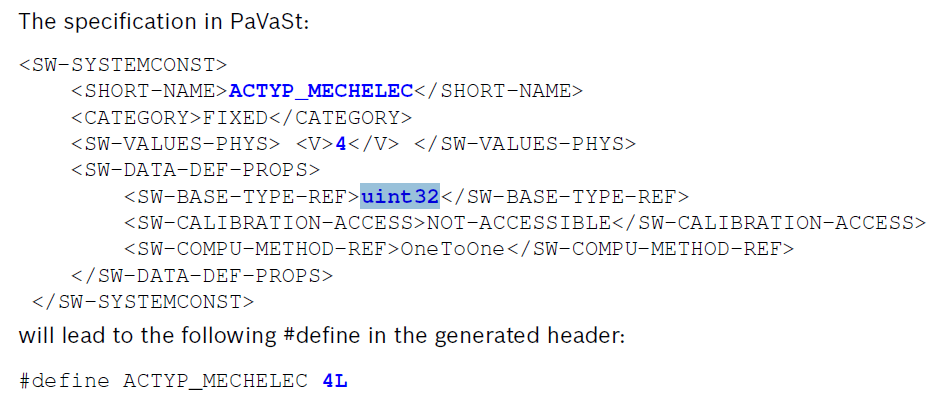 The specification in PaVaSt:
<SW-SYSTEMCONST>
<SHORT-NAME>ACTYP_MECHELEC</SHORT-NAME>
<CATEGORY>FIXED</CATEGORY>
<SW-VALUES-PHYS> <V>4</V> </SW-VALUES-PHYS>
<SW-DATA-DEF-PROPS>
<SW-BASE-TYPE-REF>uint32</SW-BASE-TYPE-REF>
<SW-CALIBRATION-ACCESS>NOT-ACCESSIBLE</SW-CALIBRATION-ACCESS>
<SW-COMPU-METHOD-REF>OneToOne</SW-COMPU-METHOD-REF>
</SW-DATA-DEF-PROPS>
</SW-SYSTEMCONST>
will lead to the following #define in the generated header:
#define ACTYP_MECHELEC 4L